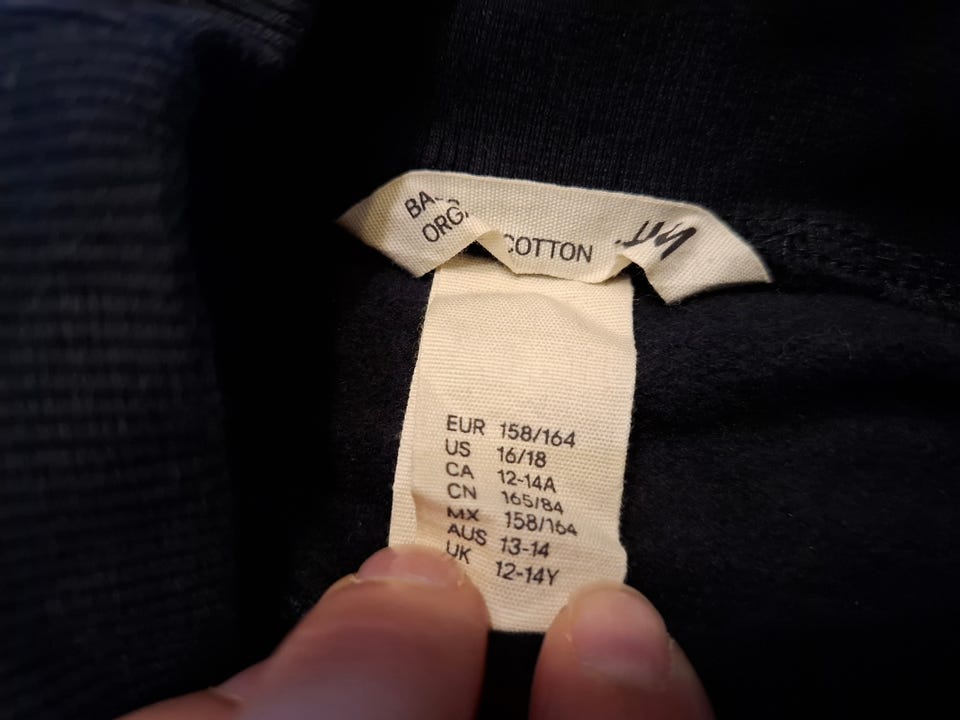 ORG. COTTON
EUR 158/164
US 16/18
CA 12-14A
CN 165/84
MX 158/164
AUS 13-14
UK 12-14Y